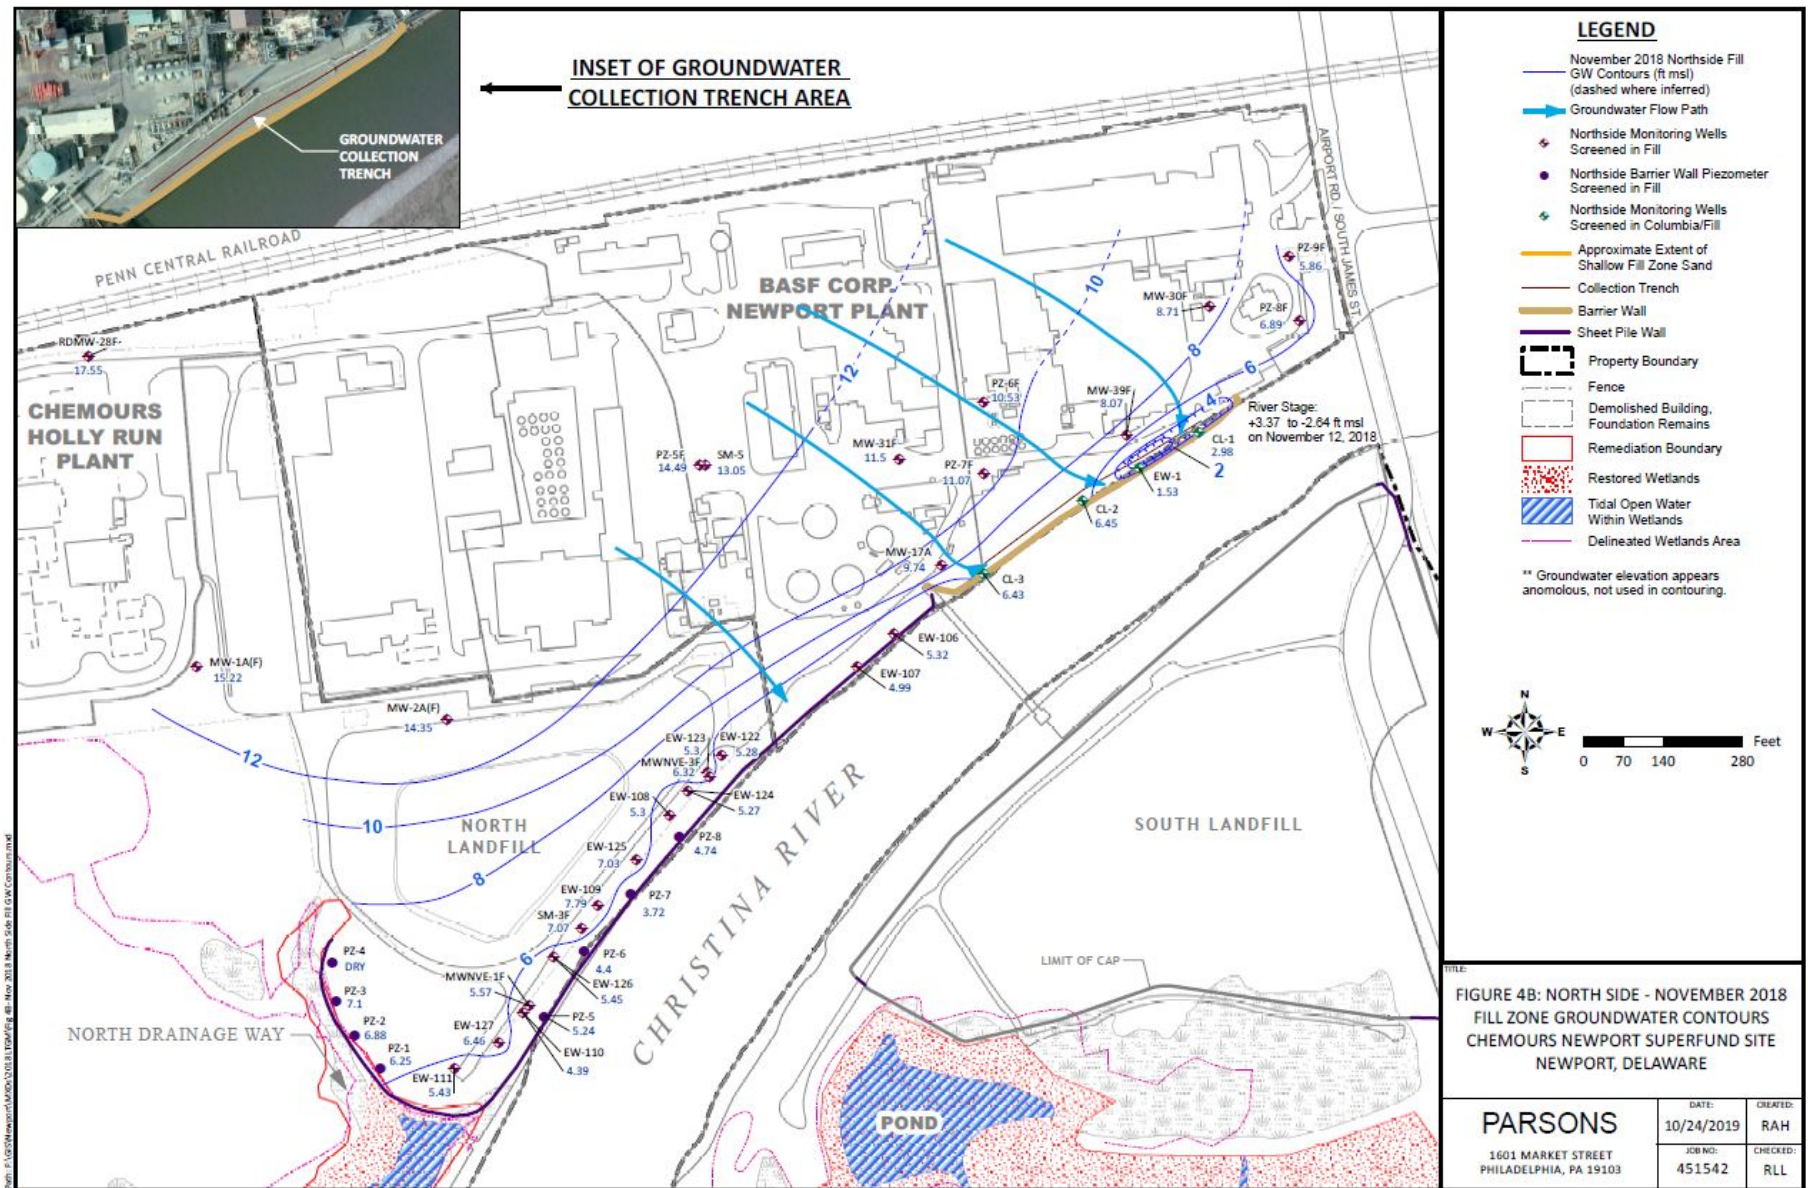 INSET OF GROUNDWATER
COLLECTION TRENCH AREA
GROUNDWATER
COLLECTION
TRENCH
PENN CENTRAL RAILROAD
AIRPORT RD. / SOUTH JAMES ST.
BASF CORP.
NEWPORT PLANT
CHEMOURS
HOLLY RUN
PLANT
RDMW-28F
17.55
PZ-9F
5.86
MW-30F
8.71
PZ-8F
6.89
10
8
6
4
2
12
PZ-6F
10.53
MW-39F
8.07
River Stage:
+3.37 to -2.64 ft msl
on November 12, 2018
CL-1
2.98
EW-1
1.53
CL-2
6.45
PZ-5F
14.49
SM-5
13.05
MW-31F
11.5
PZ-7F
11.07
MW-17A
9.74
CL-3
6.43
EW-106
5.32
EW-107
4.99
MW-1A(F)
15.22
MW-2A(F)
14.35
12
10
8
6
EW-123
5.3
EW-122
5.28
MWNVE-3F
6.32
EW-124
5.27
EW-108
5.3
PZ-8
4.74
EW-125
7.03
PZ-7
3.72
EW-109
7.79
SM-3F
7.07
PZ-6
4.4
EW-126
5.45
MWNVE-1F
5.57
PZ-5
5.24
EW-127
6.46
EW-110
4.39
EW-111
5.43
PZ-4
DRY
PZ-3
7.1
PZ-2
6.88
PZ-1
6.25
NORTH
LANDFILL
NORTH DRAINAGE WAY
CHRISTINA RIVER
SOUTH LANDFILL
LIMIT OF CAP
POND
LEGEND
November 2018 Northside Fill
GW Contours (ft msl)
(dashed where inferred)
Groundwater Flow Path
Northside Monitoring Wells
Screened in Fill
Northside Barrier Wall Piezometer
Screened in Fill
Northside Monitoring Wells
Screened in Columbia/Fill
Approximate Extent of
Shallow Fill Zone Sand
Collection Trench
Barrier Wall
Sheet Pile Wall
Property Boundary
Fence
Demolished Building,
Foundation Remains
Remediation Boundary
Restored Wetlands
Tidal Open Water
Within Wetlands
Delineated Wetlands Area
** Groundwater elevation appears
anomolous, not used in contouring.
N
W E
S
Feet
0 70 140 280
TITLE:
FIGURE 4B: NORTH SIDE - NOVEMBER 2018
FILL ZONE GROUNDWATER CONTOURS
CHEMOURS NEWPORT SUPERFUND SITE
NEWPORT, DELAWARE
PARSONS
1601 MARKET STREET
PHILADELPHIA, PA 19103
DATE:
10/24/2019
CREATED:
RAH
JOB NO:
451542
CHECKED:
RLL